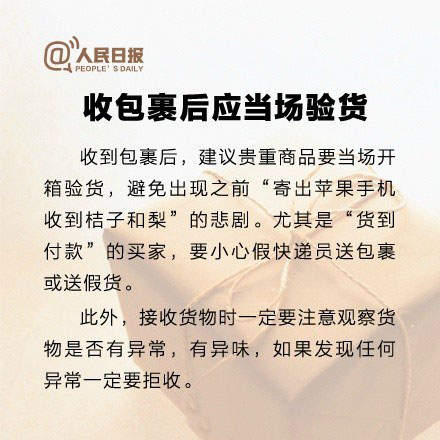 @人民日报
PEOPLE'S DAILY
收包裹后应当场验货
收到包裹后，建议贵重商品要当场开
箱验货，避免出现之前“寄出苹果手机
收到桔子和梨”的悲剧。尤其是“货到
付款”的买家，要小心假快递员送包裹
或送假货。
此外，接收货物时一定要注意观察货
物是否有异常，有异味，如果发现任何
异常一定要拒收。